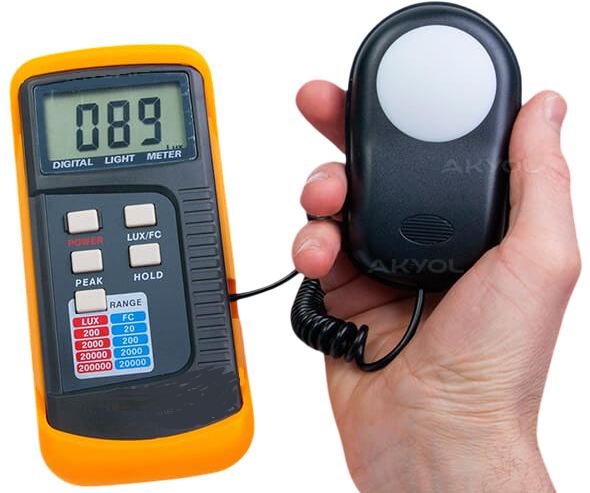 089
Lux
DIGITAL LIGHT METER
POWER LUX/FC
PEAK HOLD
RANGE
LUX FC
200 20
2000 200
20000 2000
200000 20000
AKYOL
AKYOL